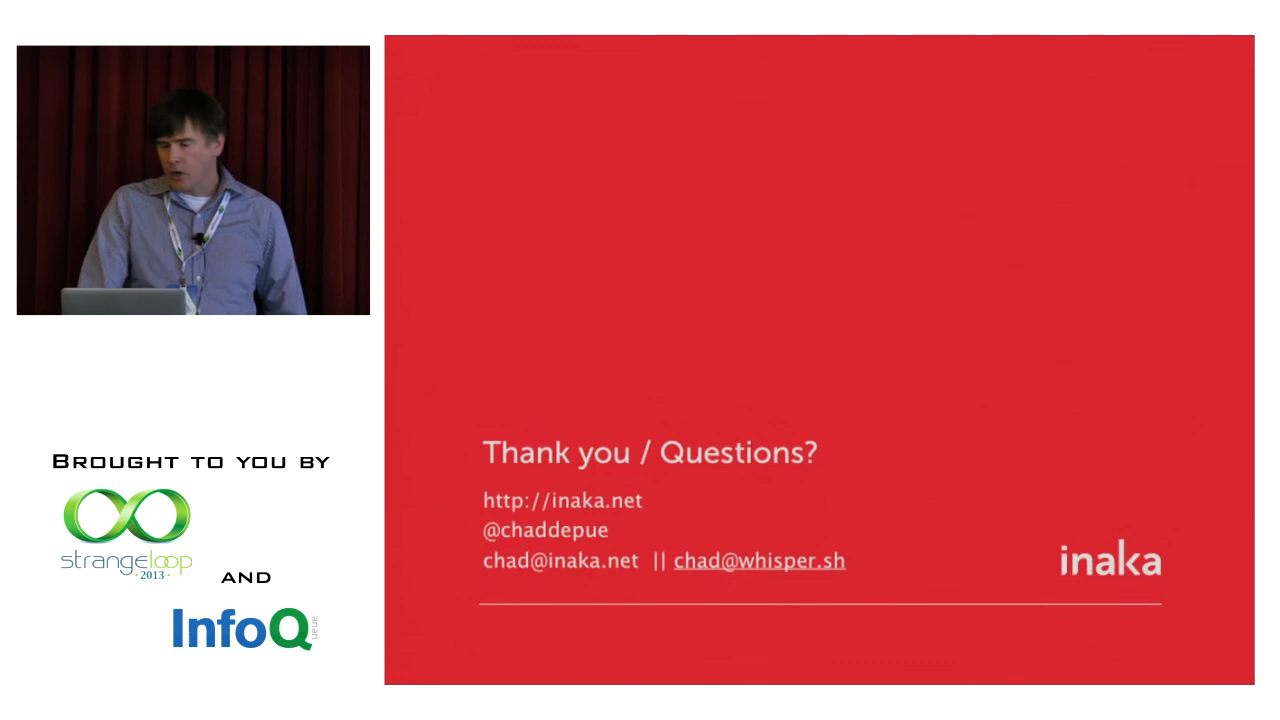 Thank you / Questions?
http://inaka.net
@chaddepue
chad@inaka.net || chad@whisper.sh
inaka
BROUGHT TO YOU BY
strangeloop
· 2013 ·
AND
InfoQ
ueue